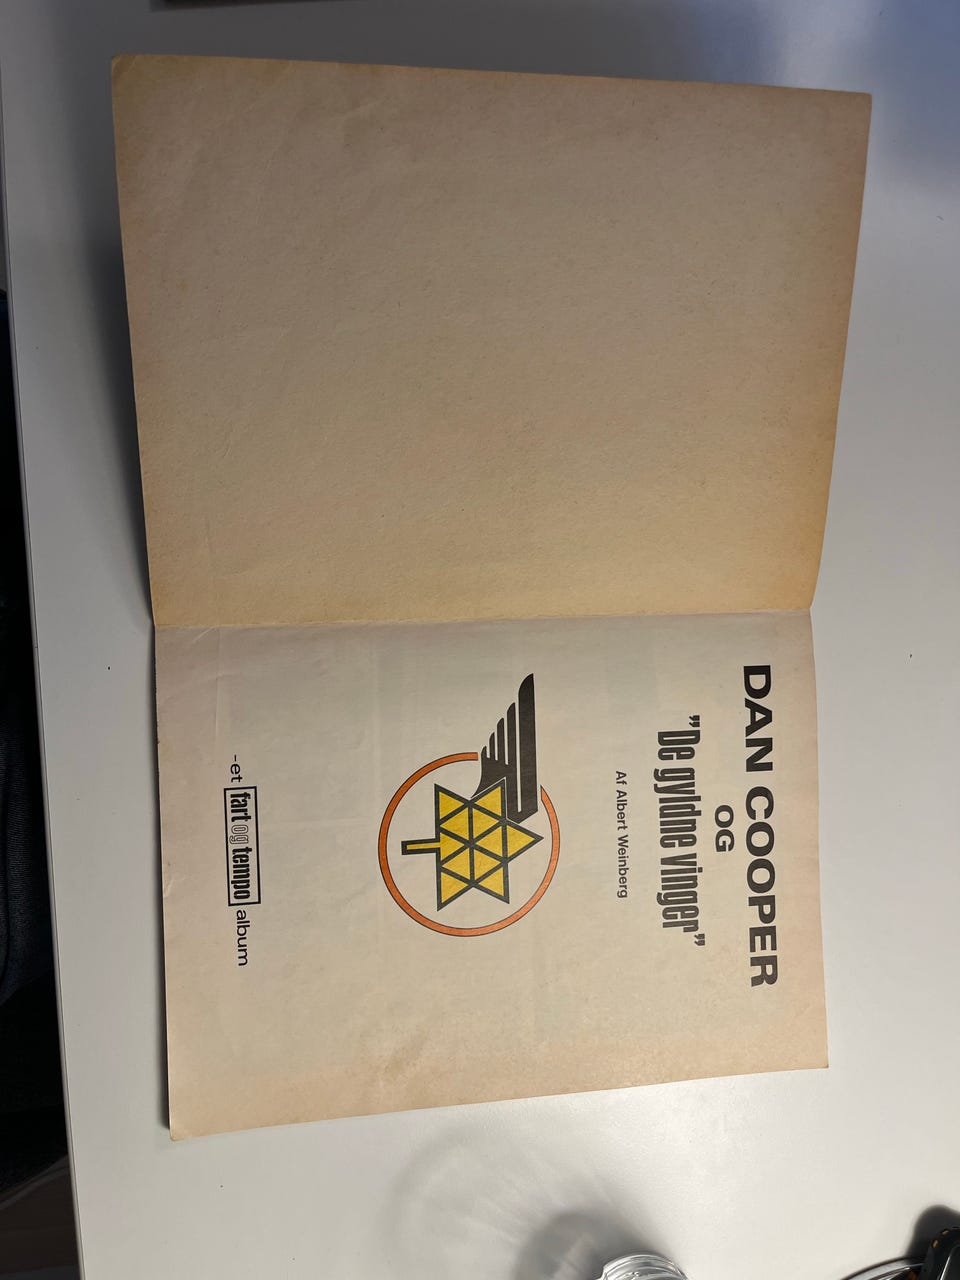 DAN COOPER
OG
”De gyldne vinger”
Af Albert Weinberg
-et fart og tempo album